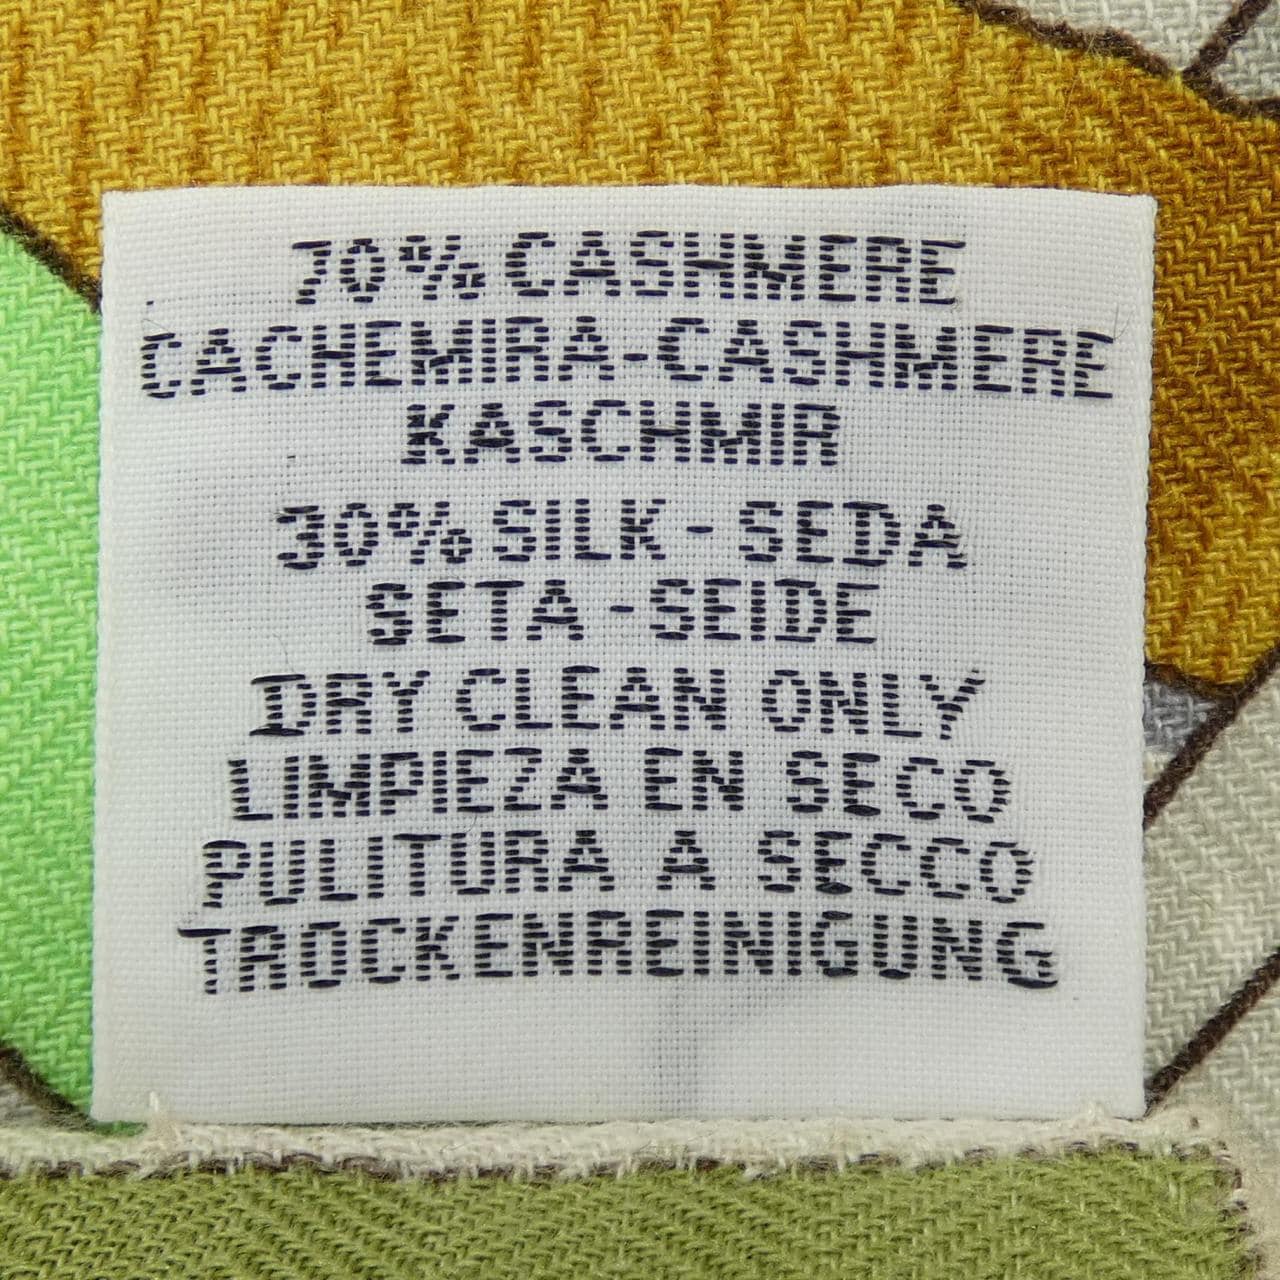 70% CASHMERE
CACHEMIRA-CASHMERE
KASCHMIR
30% SILK - SEDA
SETA - SEIDE
DRY CLEAN ONLY
LIMPIEZA EN SECO
PULITURA A SECCO
TROCKENREINIGUNG